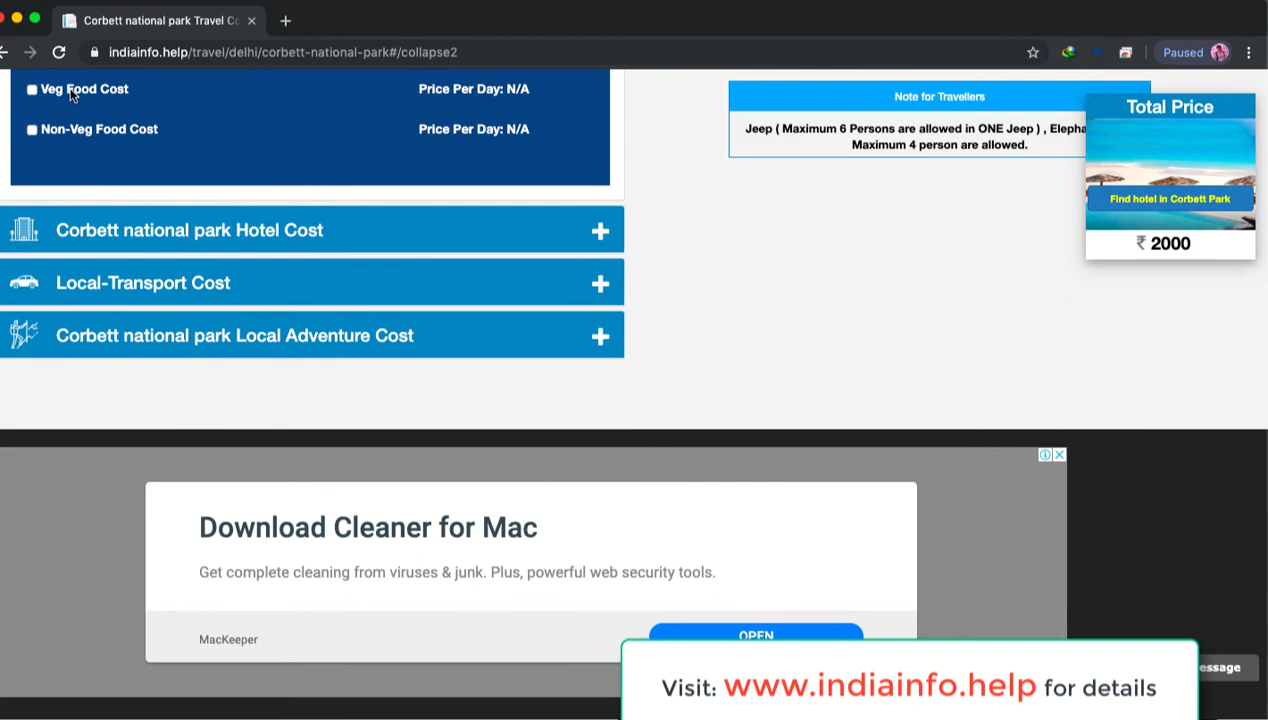 Corbett national park Travel Co
indiainfo.help/travel/delhi/corbett-national-park#/collapse2
Paused
Veg Food Cost Price Per Day: N/A
Non-Veg Food Cost Price Per Day: N/A
Note for Travellers
Jeep ( Maximum 6 Persons are allowed in ONE Jeep ) , Elepha
Maximum 4 person are allowed.
Total Price
Find hotel in Corbett Park
₹ 2000
Corbett national park Hotel Cost
Local-Transport Cost
Corbett national park Local Adventure Cost
Download Cleaner for Mac
Get complete cleaning from viruses & junk. Plus, powerful web security tools.
MacKeeper
OPEN
essage
Visit: www.indiainfo.help for details